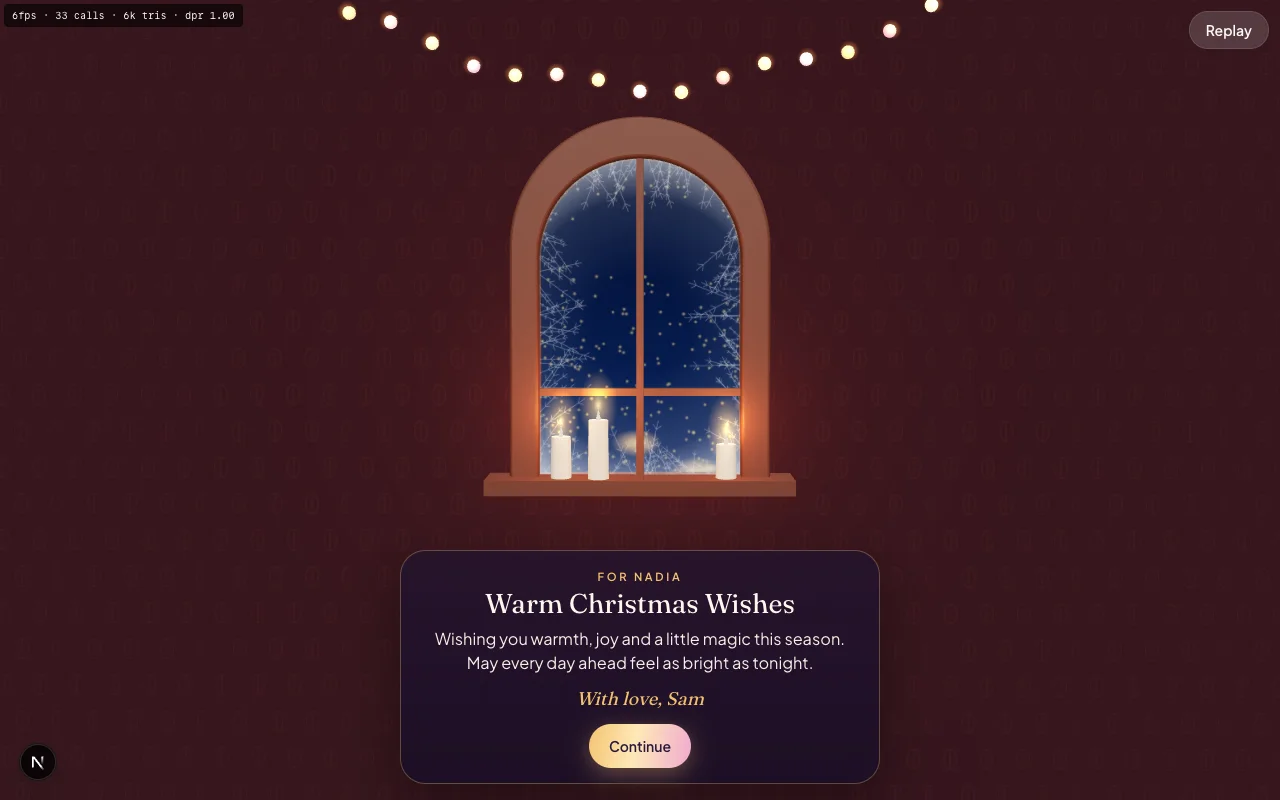 6fps · 33 calls · 6k tris · dpr 1.00
Replay
FOR NADIA
Warm Christmas Wishes
Wishing you warmth, joy and a little magic this season.
May every day ahead feel as bright as tonight.
With love, Sam
Continue
N